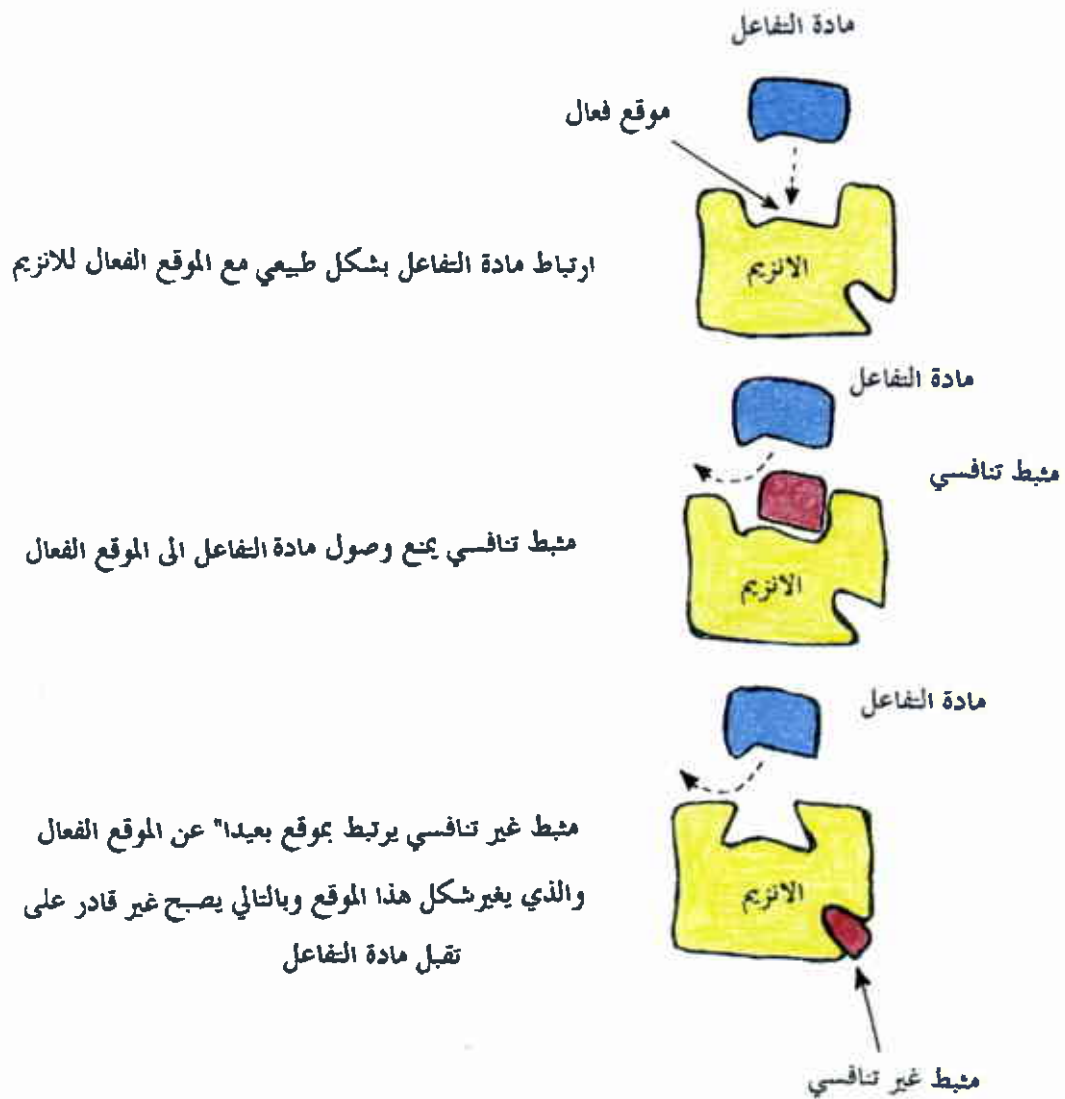 مادة التفاعل
موقع فعال
الانزيم
ارتباط مادة التفاعل بشكل طبيعي مع الموقع الفعال للانزيم
مادة التفاعل
مثبط تنافسي
مثبط تنافسي يمنع وصول مادة التفاعل الى الموقع الفعال
الانزيم
مادة التفاعل
مثبط غير تنافسي يرتبط بموقع بعيدا" عن الموقع الفعال
والذي يغيرشكل هذا الموقع وبالتالي يصبح غير قادر على
تقبل مادة التفاعل
الانزيم
مثبط غير تنافسي